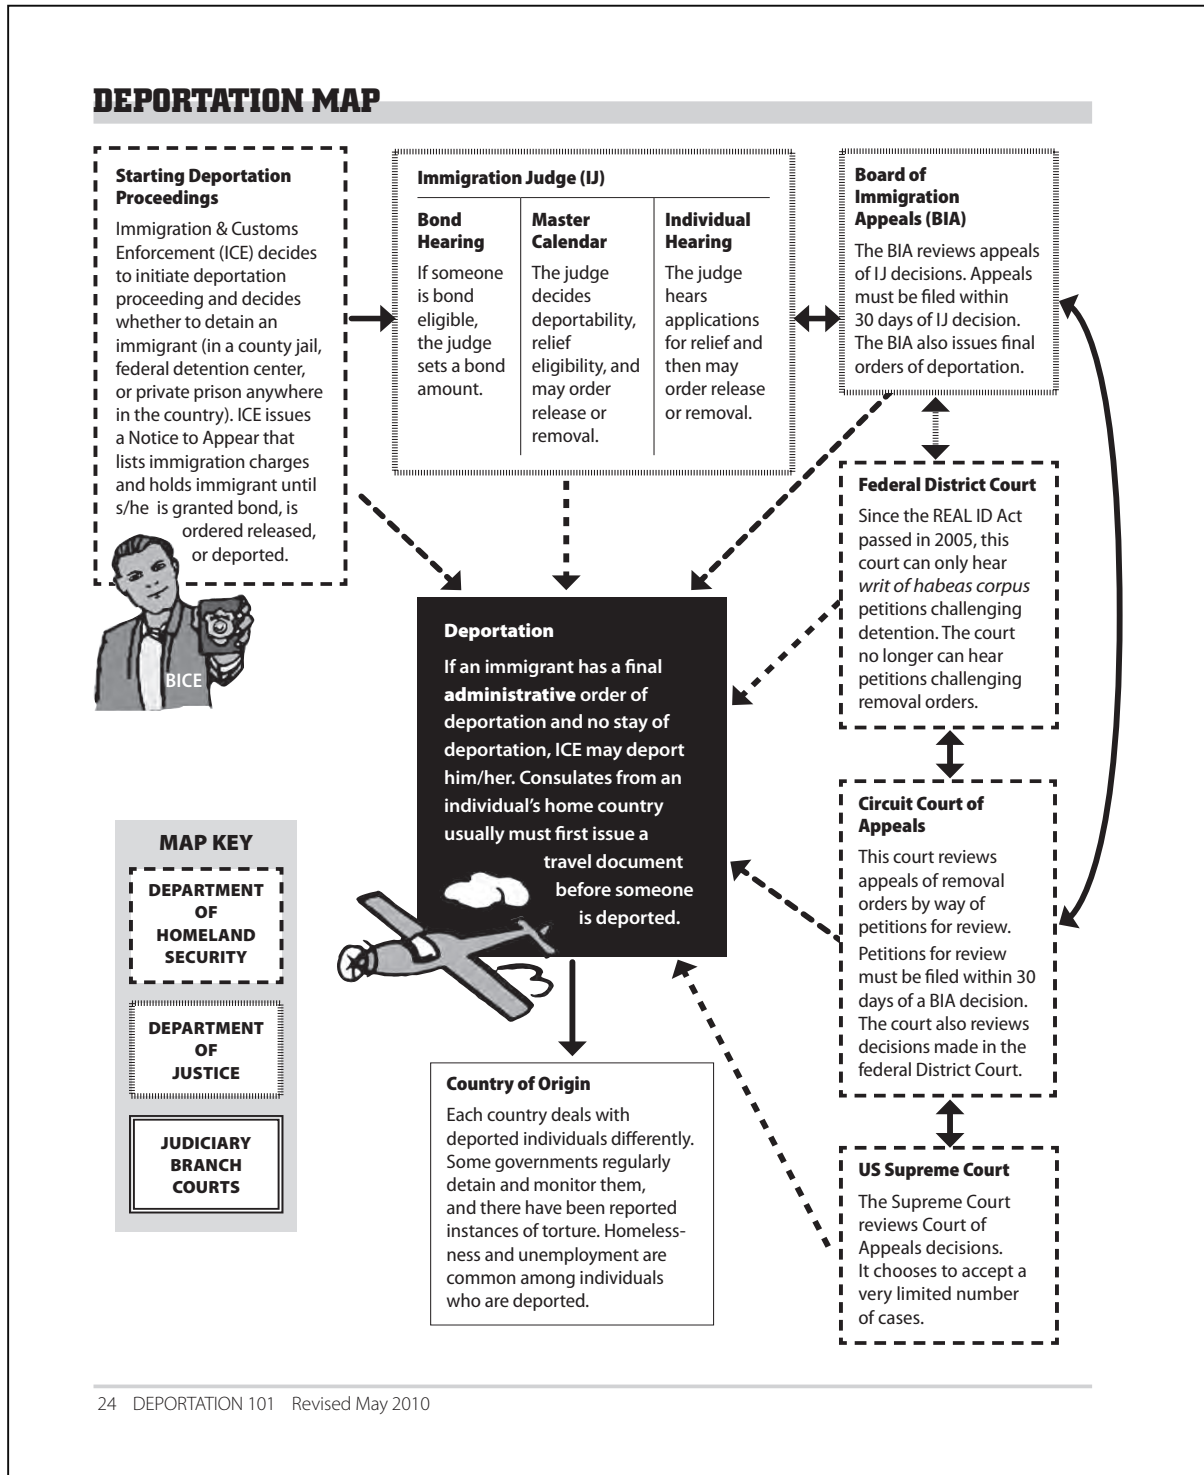 DEPORTATION MAP
Starting Deportation
Proceedings
Immigration & Customs
Enforcement (ICE) decides
to initiate deportation
proceeding and decides
whether to detain an
immigrant (in a county jail,
federal detention center,
or private prison anywhere
in the country). ICE issues
a Notice to Appear that
lists immigration charges
and holds immigrant until
s/he is granted bond, is
ordered released,
or deported.
BICE
Immigration Judge (IJ)
Bond
Hearing
If someone
is bond
eligible,
the judge
sets a bond
amount.
Master
Calendar
The judge
decides
deportability,
relief
eligibility, and
may order
release or
removal.
Individual
Hearing
The judge
hears
applications
for relief and
then may
order release
or removal.
Board of
Immigration
Appeals (BIA)
The BIA reviews appeals
of IJ decisions. Appeals
must be filed within
30 days of IJ decision.
The BIA also issues final
orders of deportation.
Federal District Court
Since the REAL ID Act
passed in 2005, this
court can only hear
writ of habeas corpus
petitions challenging
detention. The court
no longer can hear
petitions challenging
removal orders.
Deportation
If an immigrant has a final
administrative order of
deportation and no stay of
deportation, ICE may deport
him/her. Consulates from an
individual's home country
usually must first issue a
travel document
before someone
is deported.
Circuit Court of
Appeals
This court reviews
appeals of removal
orders by way of
petitions for review.
Petitions for review
must be filed within 30
days of a BIA decision.
The court also reviews
decisions made in the
federal District Court.
MAP KEY
DEPARTMENT
OF
HOMELAND
SECURITY
DEPARTMENT
OF
JUSTICE
JUDICIARY
BRANCH
COURTS
Country of Origin
Each country deals with
deported individuals differently.
Some governments regularly
detain and monitor them,
and there have been reported
instances of torture. Homeless-
ness and unemployment are
common among individuals
who are deported.
US Supreme Court
The Supreme Court
reviews Court of
Appeals decisions.
It chooses to accept a
very limited number
of cases.
24 DEPORTATION 101 Revised May 2010